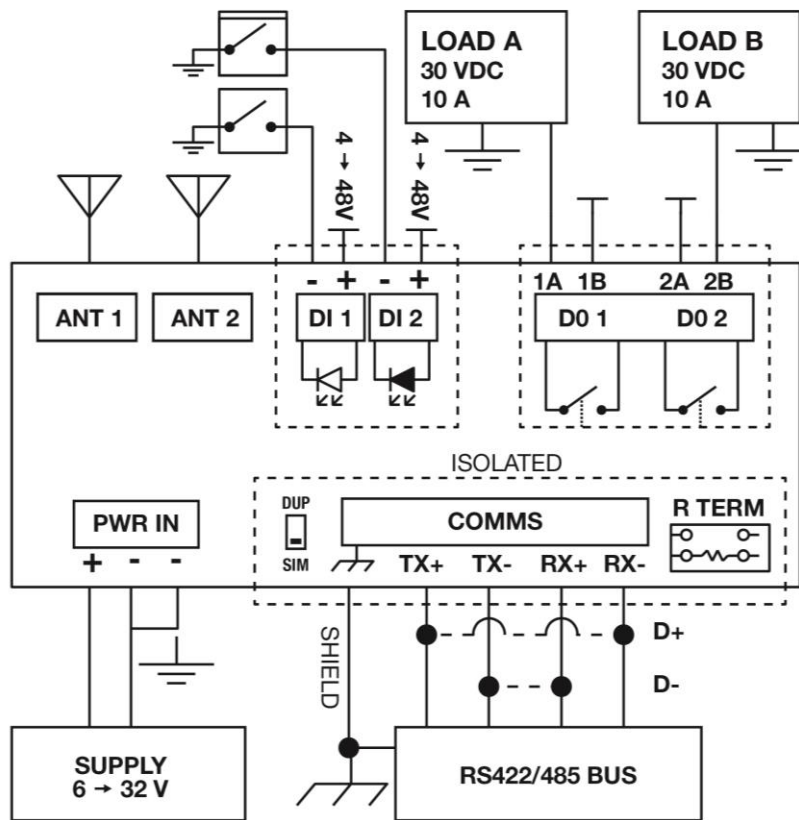 LOAD A
30 VDC
10 A
LOAD B
30 VDC
10 A
4 → 48V
4 → 48V
- + - +
1A 1B 2A 2B
ANT 1
ANT 2
DI 1
DI 2
D0 1
D0 2
ISOLATED
PWR IN
+ - -
DUP
SIM
COMMS
R TERM
TX+ TX- RX+ RX-
SHIELD
D+
D-
SUPPLY
6 → 32 V
RS422/485 BUS